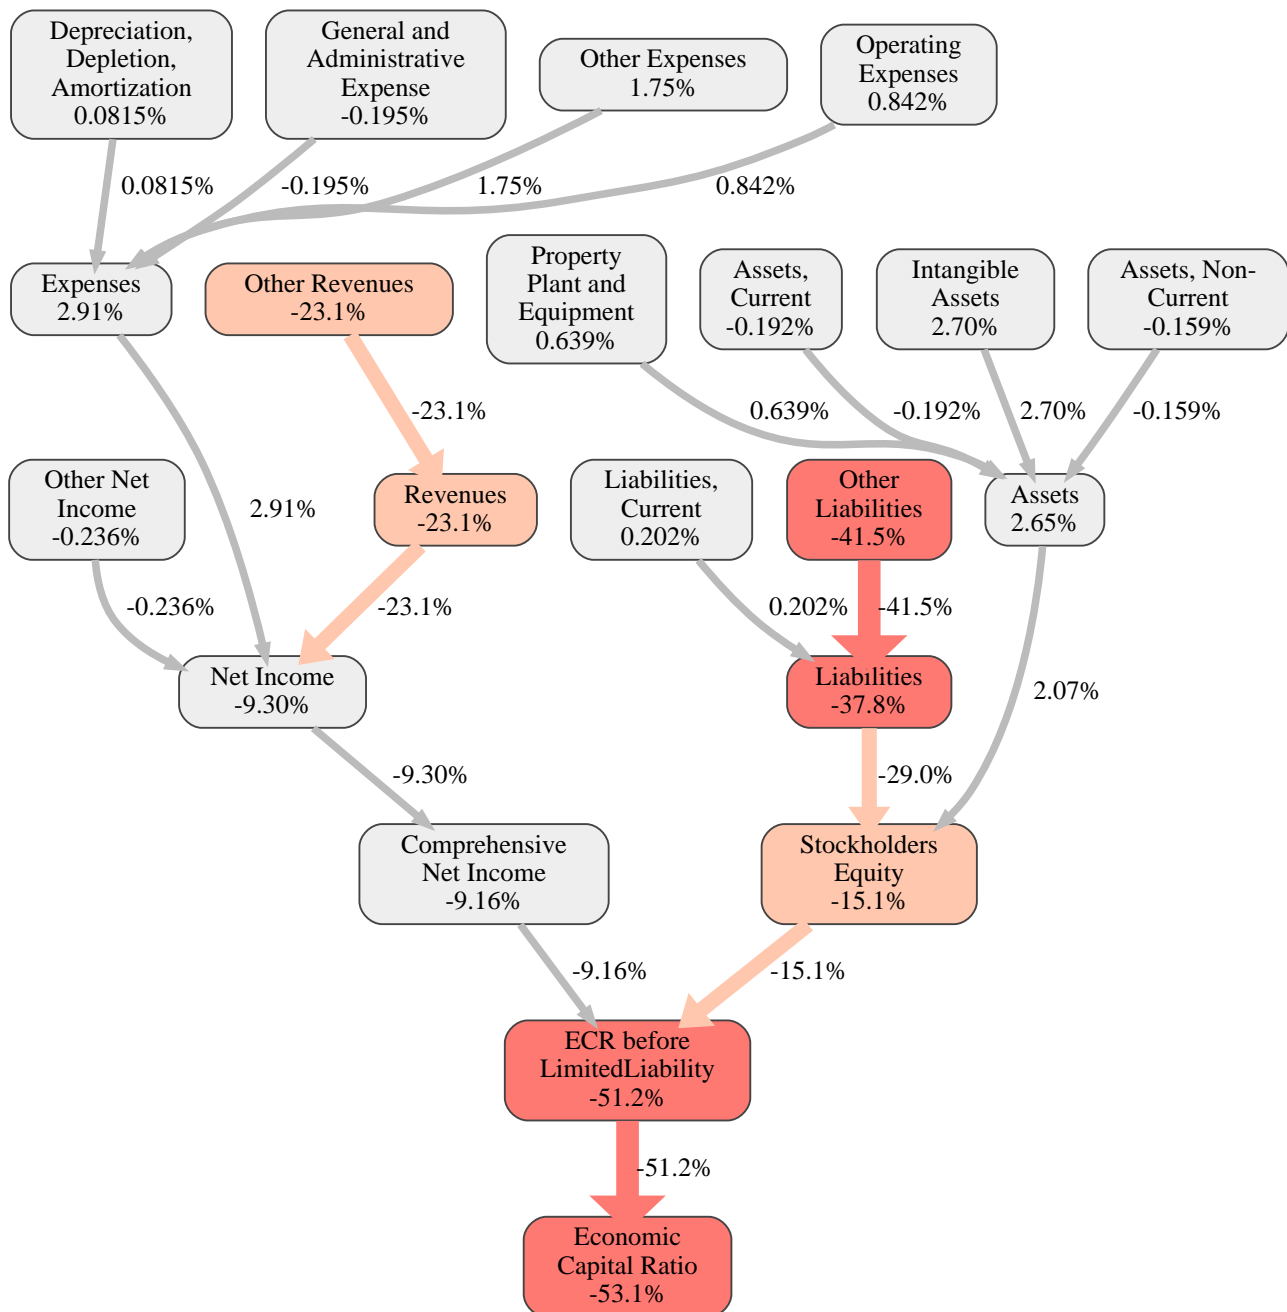 Depreciation,
Depletion,
Amortization
0.0815%
General and
Administrative
Expense
-0.195%
Other Expenses
1.75%
Operating
Expenses
0.842%
0.0815%
-0.195%
1.75%
0.842%
Expenses
2.91%
Other Revenues
-23.1%
Property
Plant and
Equipment
0.639%
Assets,
Current
-0.192%
Intangible
Assets
2.70%
Assets, Non-
Current
-0.159%
-23.1%
0.639%
-0.192%
2.70%
-0.159%
Other Net
Income
-0.236%
2.91%
Revenues
-23.1%
Liabilities,
Current
0.202%
Other
Liabilities
-41.5%
Assets
2.65%
-0.236%
-23.1%
0.202%
-41.5%
Net Income
-9.30%
Liabilities
-37.8%
2.07%
-9.30%
-29.0%
Comprehensive
Net Income
-9.16%
Stockholders
Equity
-15.1%
-9.16%
-15.1%
ECR before
LimitedLiability
-51.2%
-51.2%
Economic
Capital Ratio
-53.1%